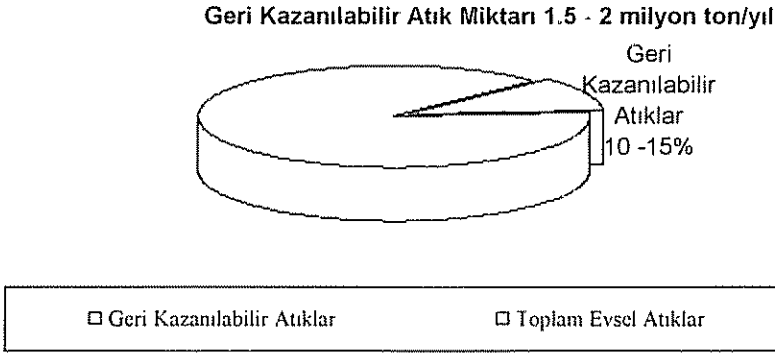 Geri Kazanılabilir Atık Miktarı 1.5 - 2 milyon ton/yıl
Geri
Kazanılabilir
Atıklar
10 -15%
Geri Kazanılabilir Atıklar
Toplam Evsel Atıklar